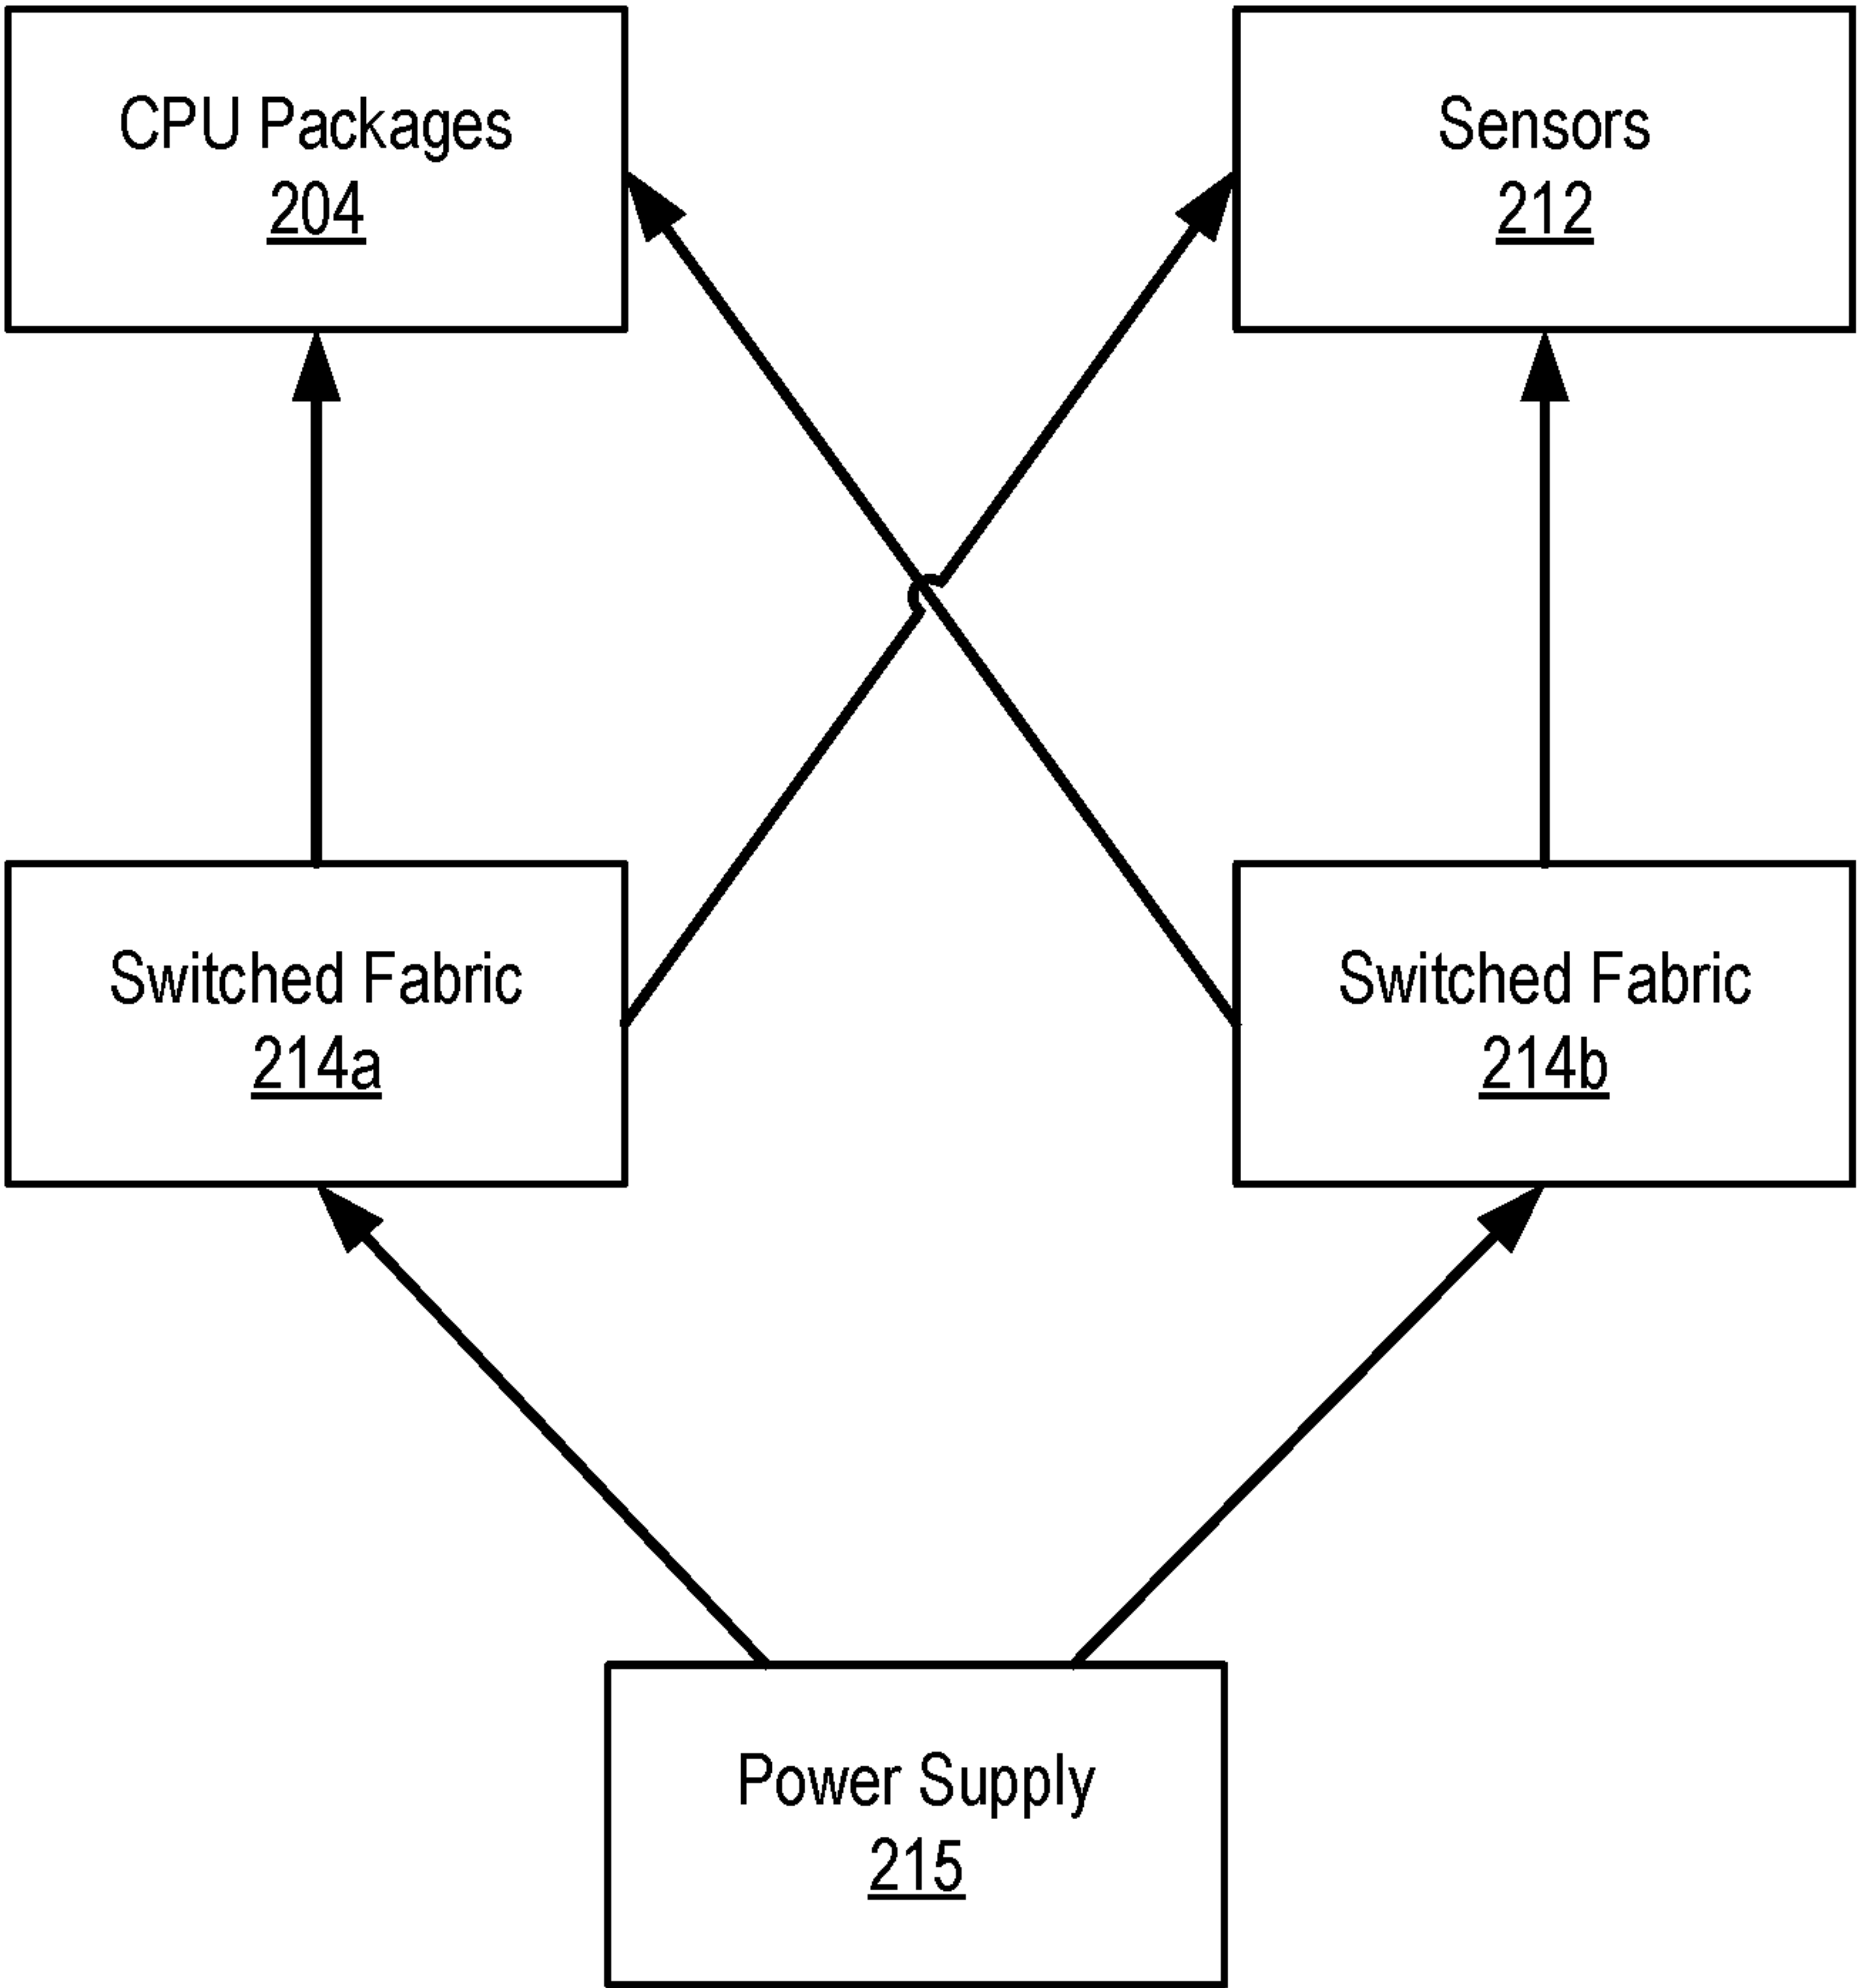 CPU Packages
204
Sensors
212
Switched Fabric
214a
Switched Fabric
214b
Power Supply
215